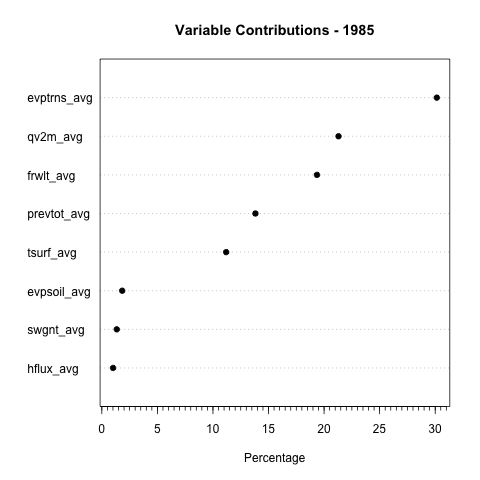 Variable Contributions - 1985
evptrns_avg
qv2m_avg
frwlt_avg
prevtot_avg
tsurf_avg
evpsoil_avg
swgnt_avg
hflux_avg
0 5 10 15 20 25 30
Percentage